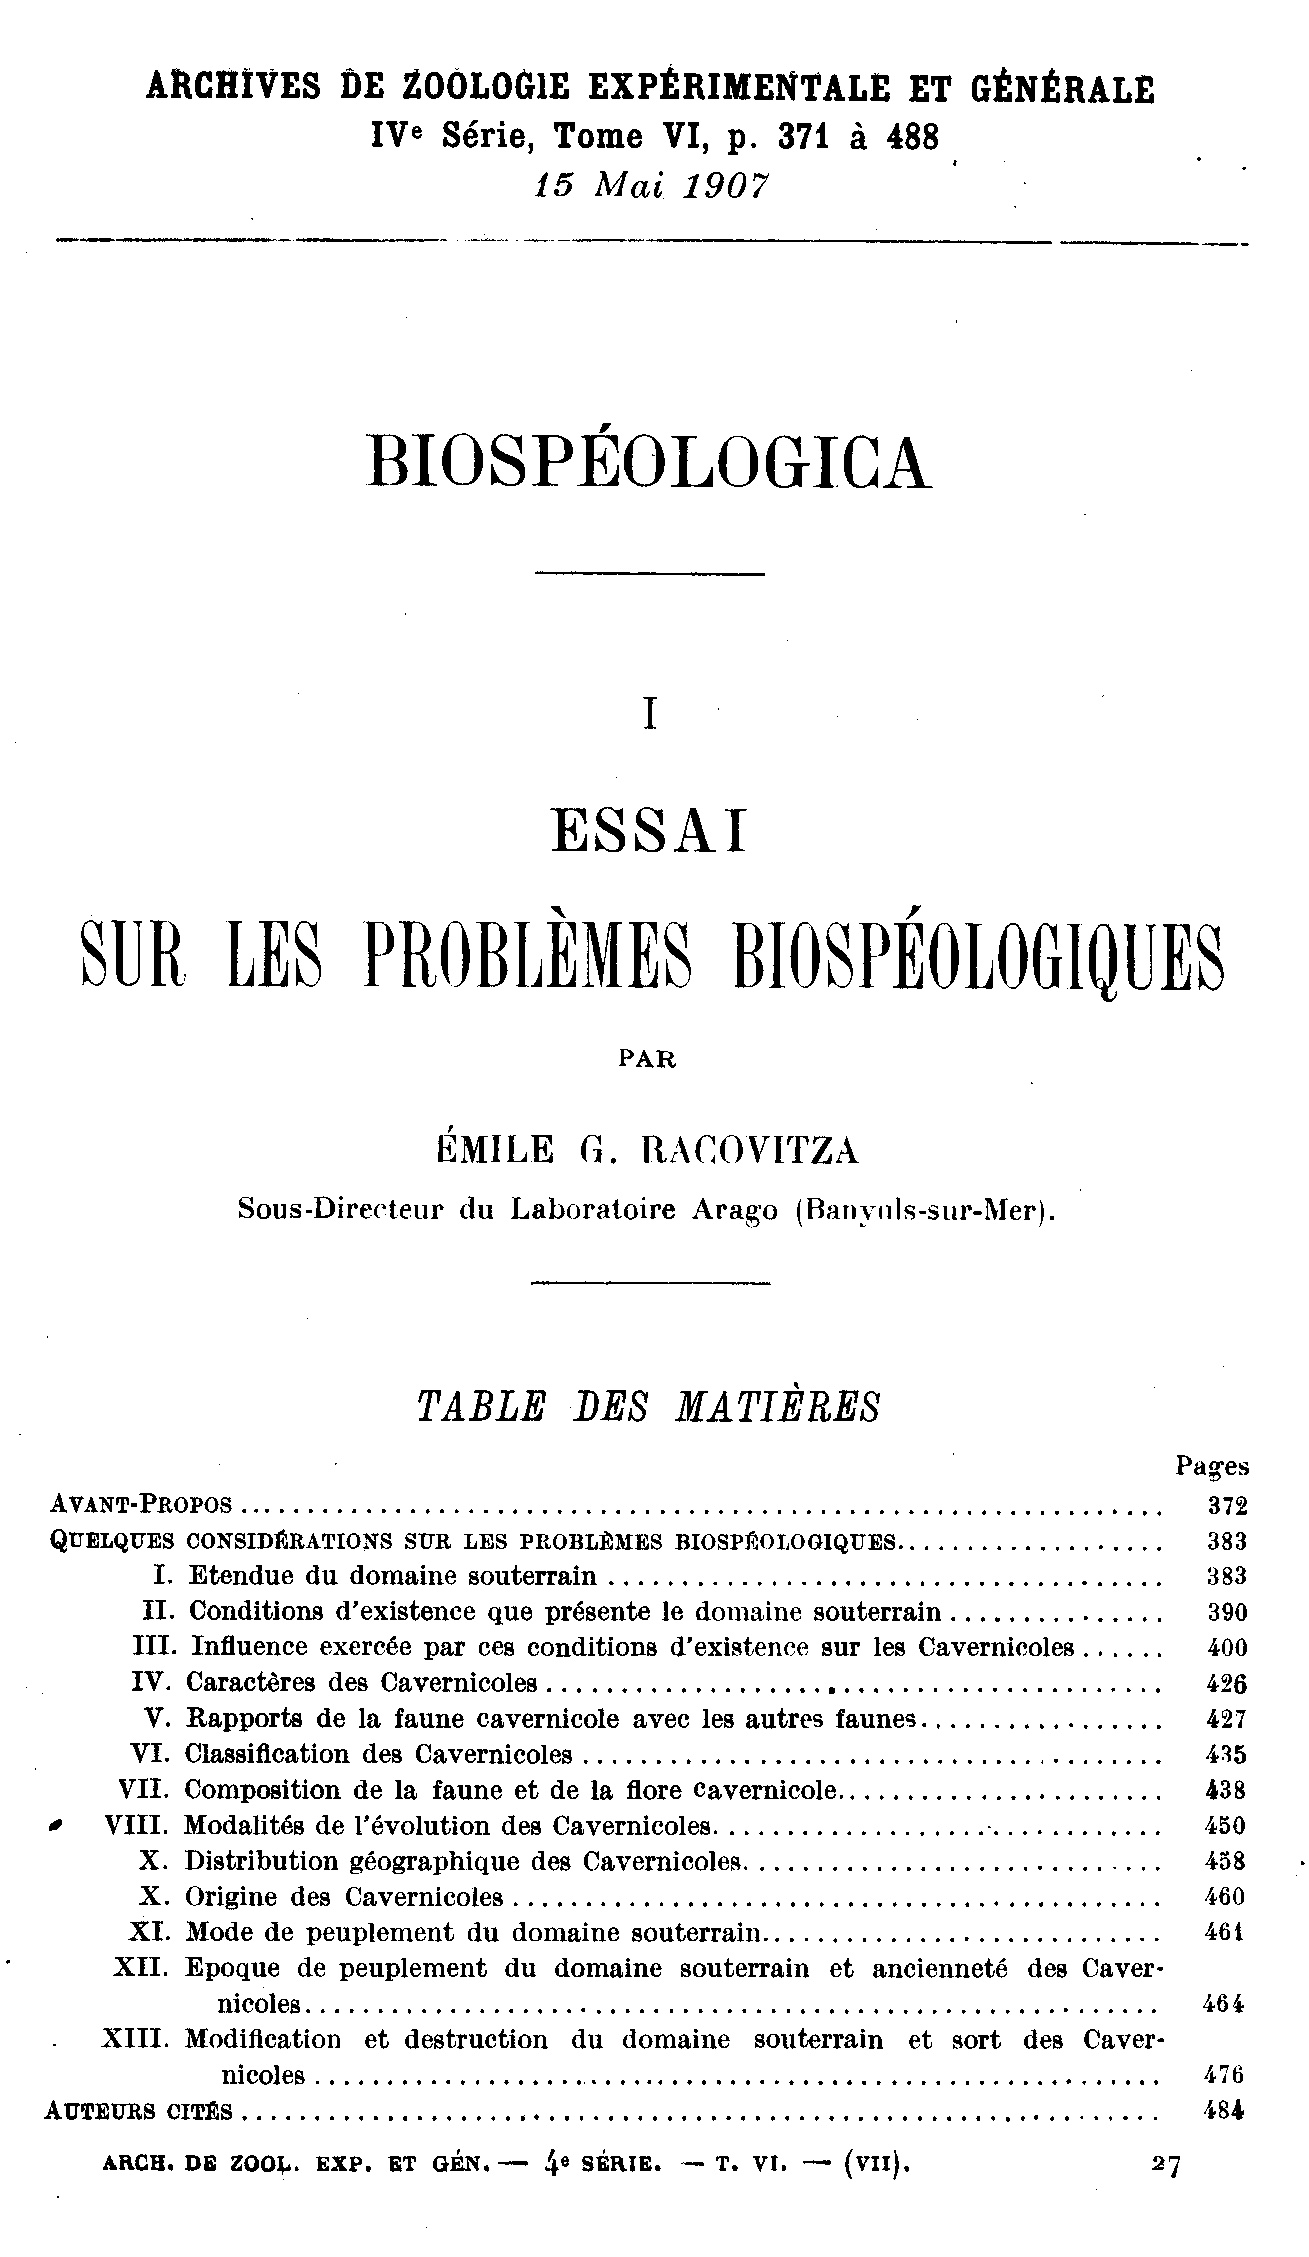 ARCHIVES DE ZOOLOGIE EXPÉRIMENTALE ET GÉNÉRALE
IVe Série, Tome VI, p. 371 à 488
15 Mai 1907
BIOSPÉOLOGICA
I
ESSAI
SUR LES PROBLÈMES BIOSPÉOLOGIQUES
PAR
ÉMILE G. RACOVITZA
Sous-Directeur du Laboratoire Arago (Banyuls-sur-Mer).
TABLE DES MATIÈRES
Pages
AVANT-PROPOS 372
QUELQUES CONSIDÉRATIONS SUR LES PROBLÈMES BIOSPÉOLOGIQUES 383
I. Etendue du domaine souterrain 383
II. Conditions d'existence que présente le domaine souterrain 390
III. Influence exercée par ces conditions d'existence sur les Cavernicoles 400
IV. Caractères des Cavernicoles 426
V. Rapports de la faune cavernicole avec les autres faunes 427
VI. Classification des Cavernicoles 435
VII. Composition de la faune et de la flore cavernicole 438
VIII. Modalités de l'évolution des Cavernicoles 450
X. Distribution géographique des Cavernicoles 458
X. Origine des Cavernicoles 460
XI. Mode de peuplement du domaine souterrain 461
XII. Epoque de peuplement du domaine souterrain et ancienneté des Caver-
nicoles 464
XIII. Modification et destruction du domaine souterrain et sort des Caver-
nicoles 476
AUTEURS CITÉS 484
ARCH. DE ZOOL. EXP. ET GÉN. — 4e SÉRIE. — T. VI. — (VII). 27